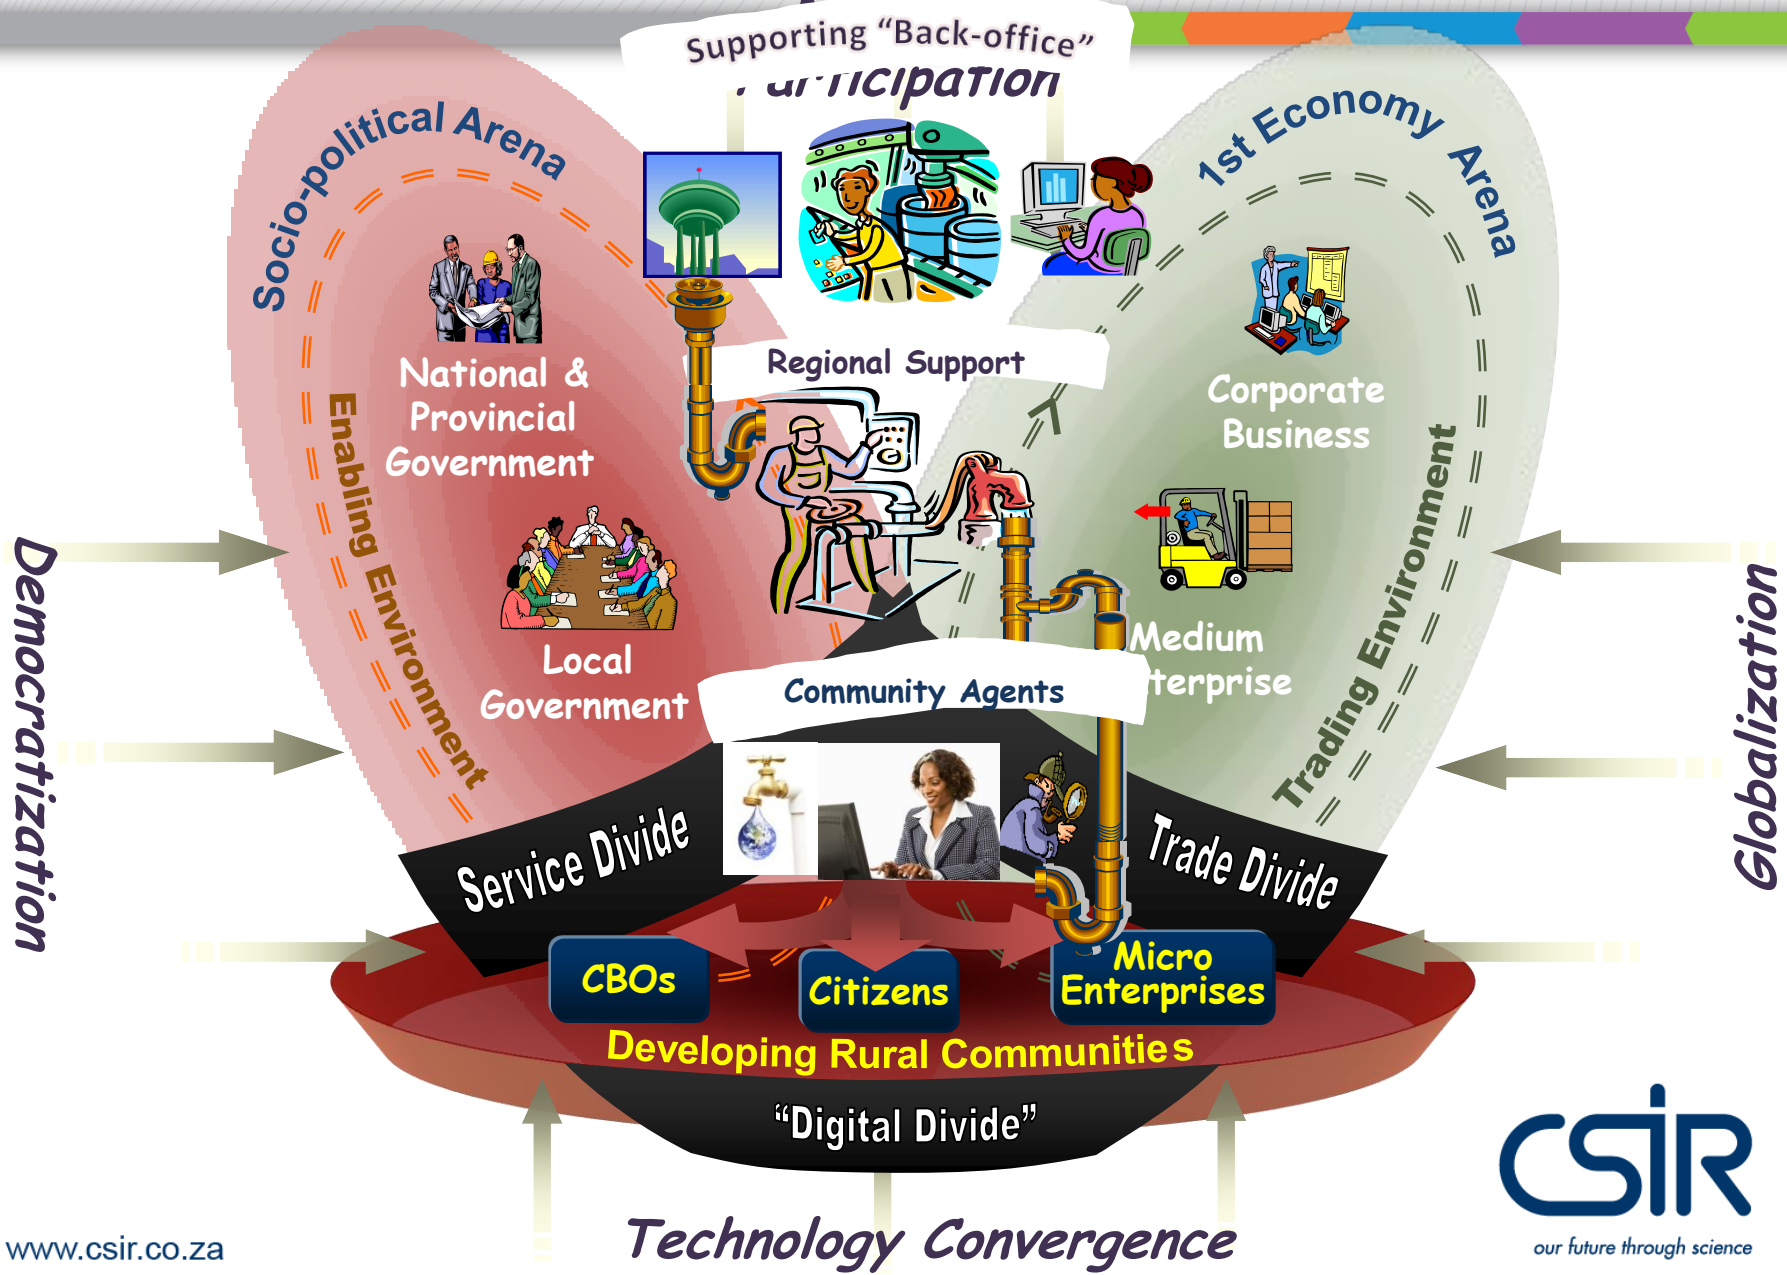 Supporting “Back-office”
Participation
Socio-political Arena
1st Economy Arena
National &
Provincial
Government
Regional Support
Corporate
Business
Enabling Environment
Trading Environment
Democratization
Globalization
Local
Government
Medium
terprise
Community Agents
Service Divide
Trade Divide
CBOs
Citizens
Micro
Enterprises
Developing Rural Communities
“Digital Divide”
Technology Convergence
CSIR
our future through science
www.csir.co.za